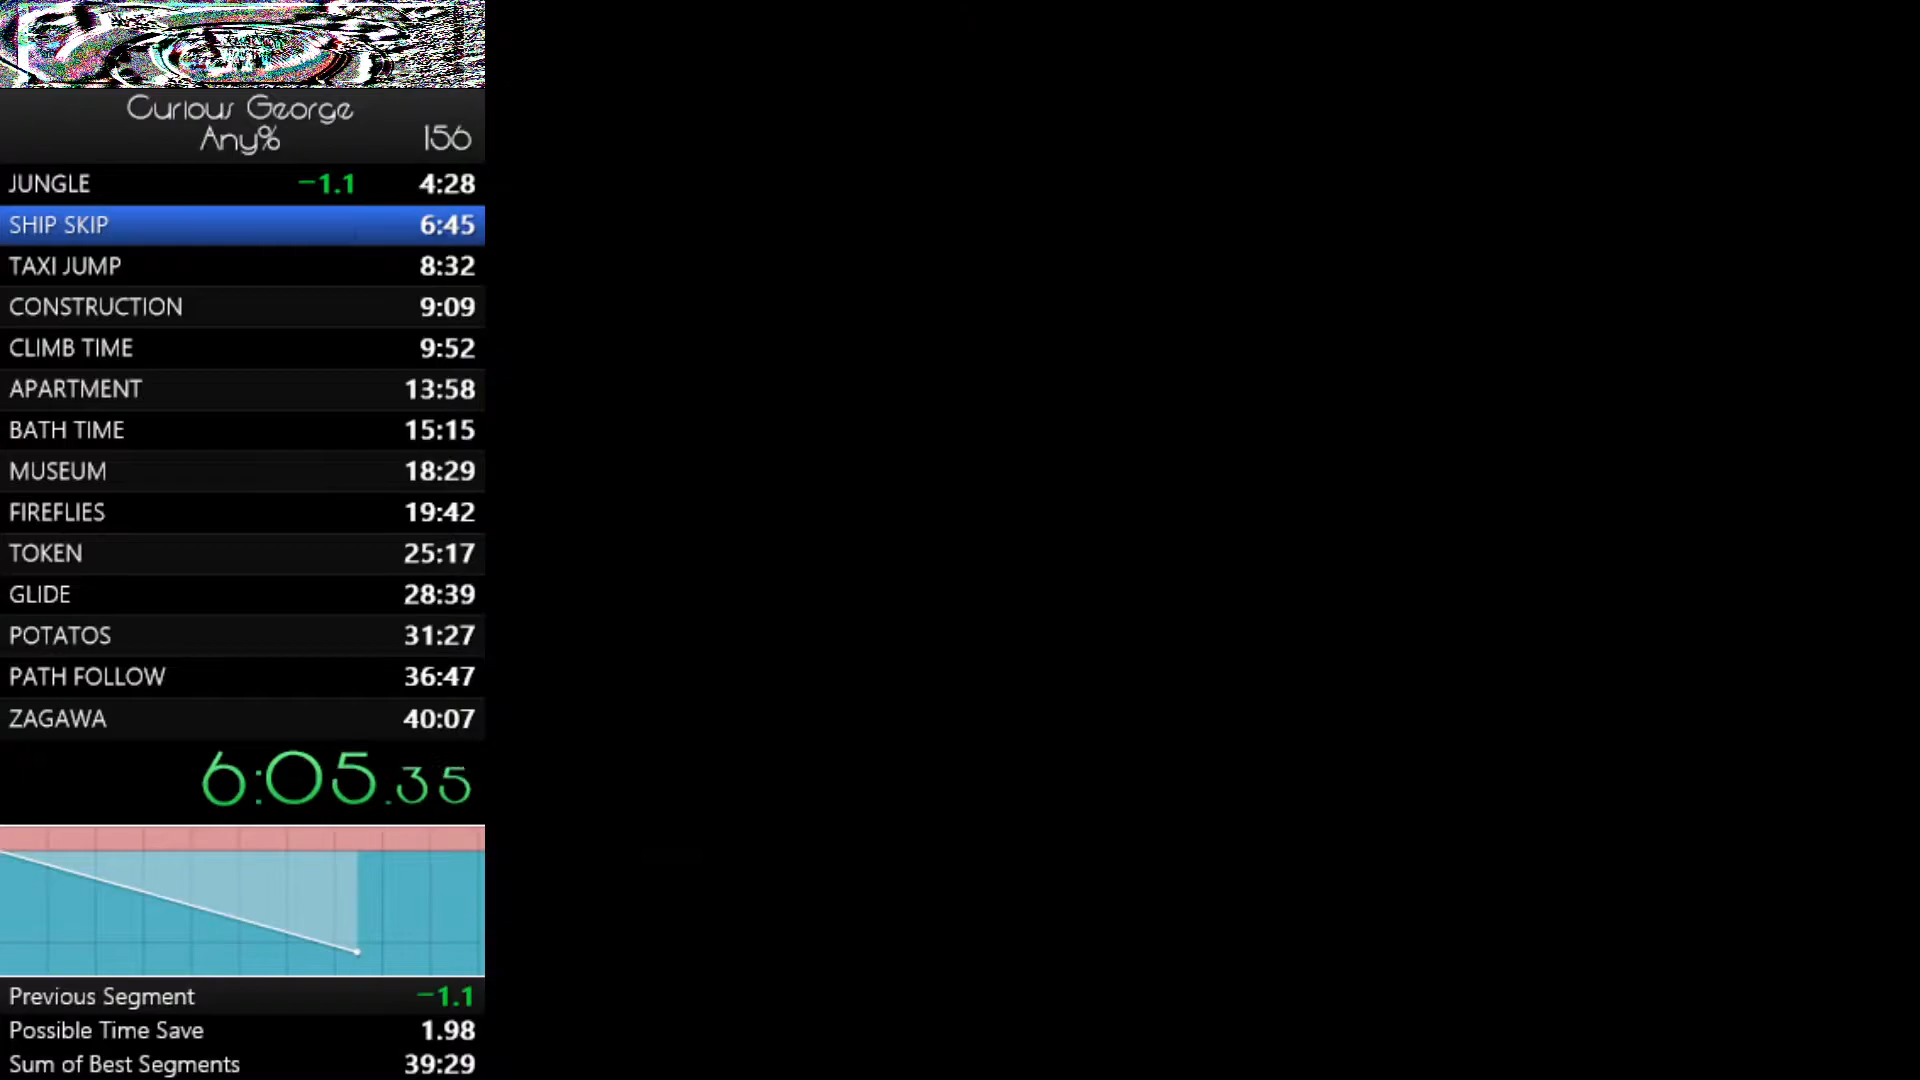 Curious George
Any% 156
JUNGLE −1.1 4:28
SHIP SKIP 6:45
TAXI JUMP 8:32
CONSTRUCTION 9:09
CLIMB TIME 9:52
APARTMENT 13:58
BATH TIME 15:15
MUSEUM 18:29
FIREFLIES 19:42
TOKEN 25:17
GLIDE 28:39
POTATOS 31:27
PATH FOLLOW 36:47
ZAGAWA 40:07
6:05.35
Previous Segment −1.1
Possible Time Save 1.98
Sum of Best Segments 39:29